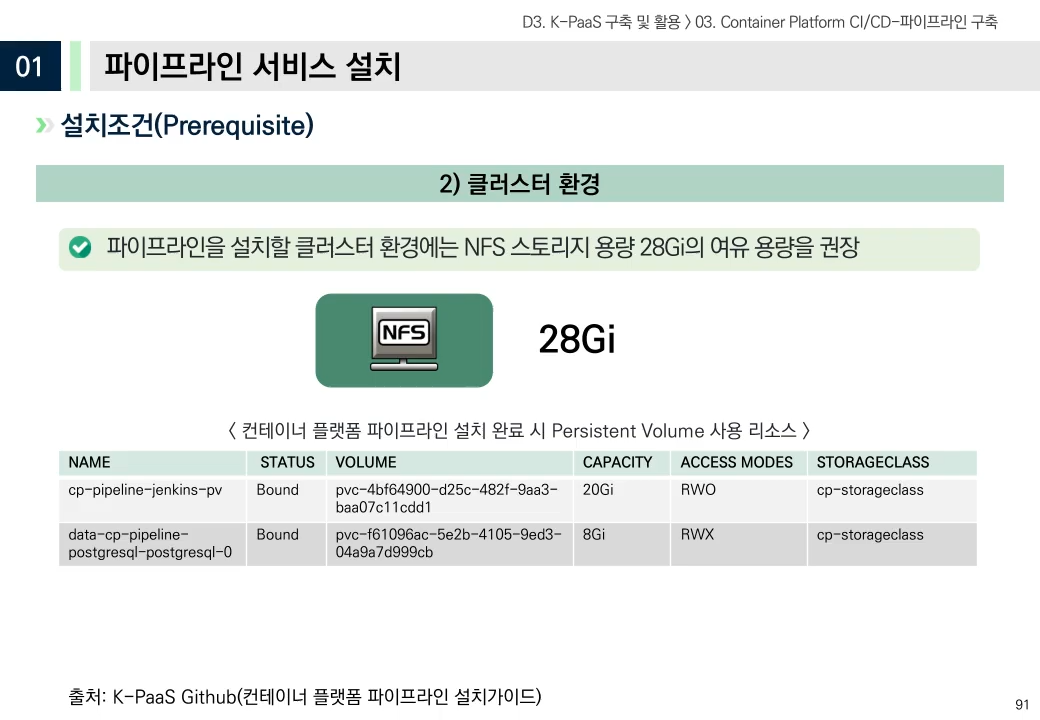 D3. K-PaaS 구축 및 활용 > 03. Container Platform CI/CD-파이프라인 구축
01 파이프라인 서비스 설치
설치조건(Prerequisite)
2) 클러스터 환경
파이프라인을 설치할 클러스터 환경에는 NFS 스토리지 용량 28Gi의 여유 용량을 권장
NFS 28Gi
< 컨테이너 플랫폼 파이프라인 설치 완료 시 Persistent Volume 사용 리소스 >
NAME STATUS VOLUME CAPACITY ACCESS MODES STORAGECLASS
cp-pipeline-jenkins-pv Bound pvc-4bf64900-d25c-482f-9aa3- 20Gi RWO cp-storageclass
baa07c11cdd1
data-cp-pipeline- Bound pvc-f61096ac-5e2b-4105-9ed3- 8Gi RWX cp-storageclass
postgresql-postgresql-0 04a9a7d999cb
출처: K-PaaS Github(컨테이너 플랫폼 파이프라인 설치가이드)
91